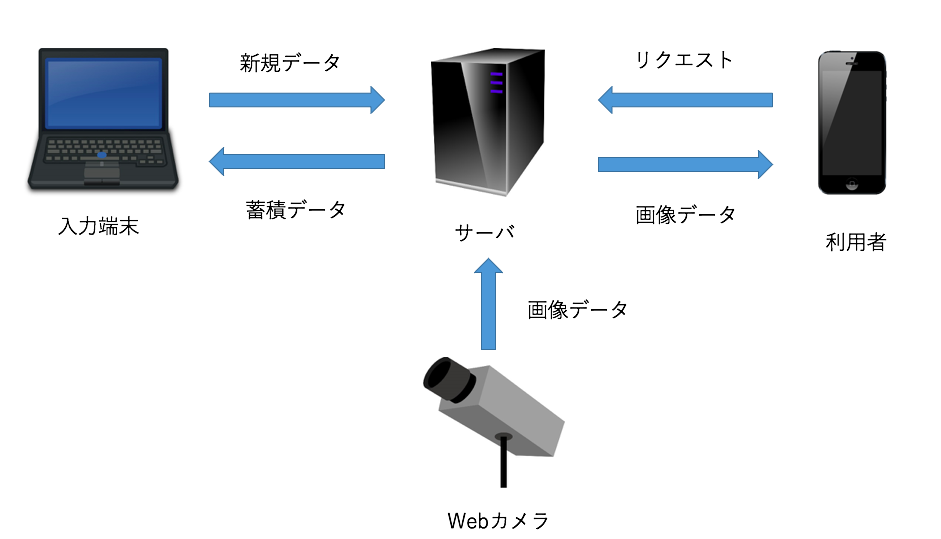 新規データ
リクエスト
蓄積データ
画像データ
入力端末
サーバ
利用者
画像データ
Webカメラ